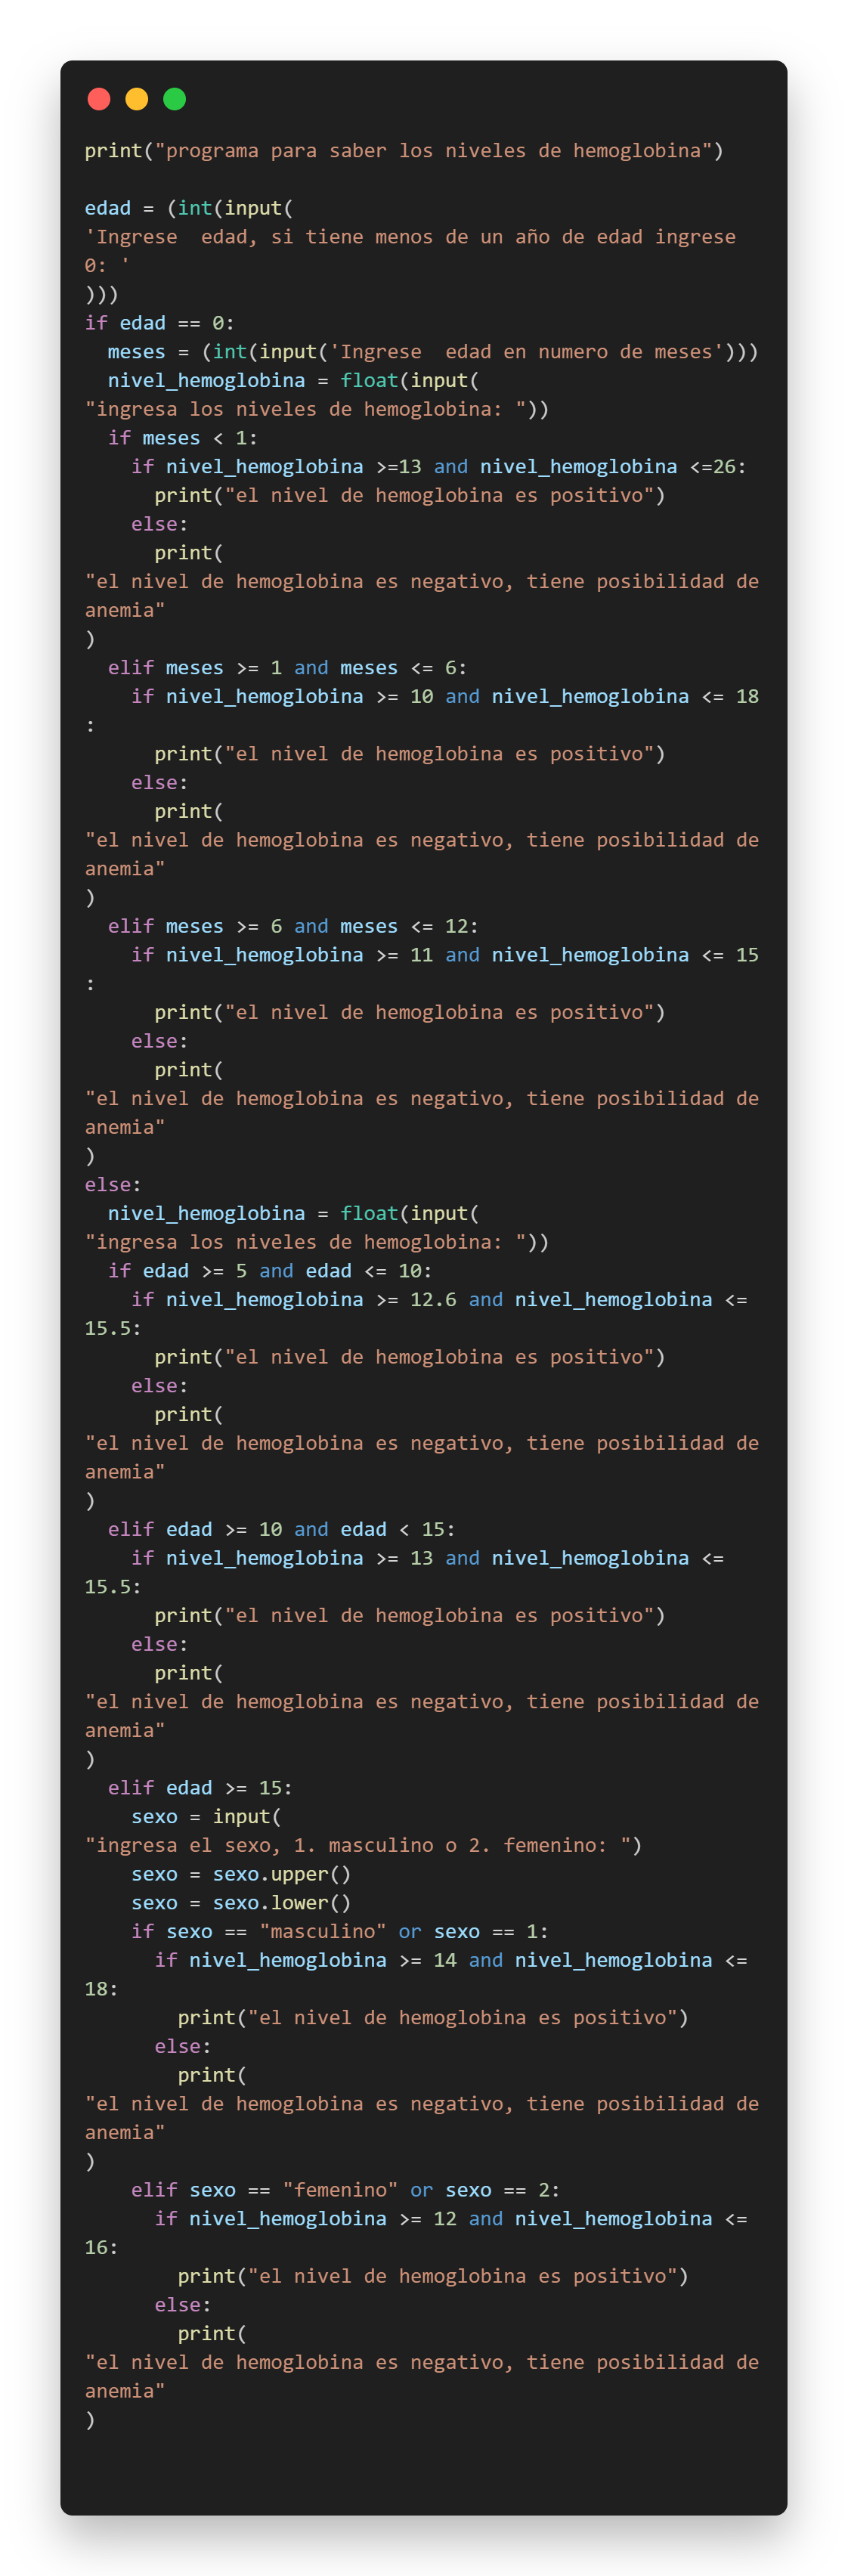 print("programa para saber los niveles de hemoglobina")

edad = (int(input(
'Ingrese  edad, si tiene menos de un año de edad ingrese
0: '
)))
if edad == 0:
  meses = (int(input('Ingrese  edad en numero de meses')))
  nivel_hemoglobina = float(input(
"ingresa los niveles de hemoglobina: "))
  if meses < 1:
    if nivel_hemoglobina >=13 and nivel_hemoglobina <=26:
      print("el nivel de hemoglobina es positivo")
    else:
      print(
"el nivel de hemoglobina es negativo, tiene posibilidad de
anemia"
)
  elif meses >= 1 and meses <= 6:
    if nivel_hemoglobina >= 10 and nivel_hemoglobina <= 18
:
      print("el nivel de hemoglobina es positivo")
    else:
      print(
"el nivel de hemoglobina es negativo, tiene posibilidad de
anemia"
)
  elif meses >= 6 and meses <= 12:
    if nivel_hemoglobina >= 11 and nivel_hemoglobina <= 15
:
      print("el nivel de hemoglobina es positivo")
    else:
      print(
"el nivel de hemoglobina es negativo, tiene posibilidad de
anemia"
)
else:
  nivel_hemoglobina = float(input(
"ingresa los niveles de hemoglobina: "))
  if edad >= 5 and edad <= 10:
    if nivel_hemoglobina >= 12.6 and nivel_hemoglobina <=
15.5:
      print("el nivel de hemoglobina es positivo")
    else:
      print(
"el nivel de hemoglobina es negativo, tiene posibilidad de
anemia"
)
  elif edad >= 10 and edad < 15:
    if nivel_hemoglobina >= 13 and nivel_hemoglobina <=
15.5:
      print("el nivel de hemoglobina es positivo")
    else:
      print(
"el nivel de hemoglobina es negativo, tiene posibilidad de
anemia"
)
  elif edad >= 15:
    sexo = input(
"ingresa el sexo, 1. masculino o 2. femenino: ")
    sexo = sexo.upper()
    sexo = sexo.lower()
    if sexo == "masculino" or sexo == 1:
      if nivel_hemoglobina >= 14 and nivel_hemoglobina <=
18:
        print("el nivel de hemoglobina es positivo")
      else:
        print(
"el nivel de hemoglobina es negativo, tiene posibilidad de
anemia"
)
    elif sexo == "femenino" or sexo == 2:
      if nivel_hemoglobina >= 12 and nivel_hemoglobina <=
16:
        print("el nivel de hemoglobina es positivo")
      else:
        print(
"el nivel de hemoglobina es negativo, tiene posibilidad de
anemia"
)